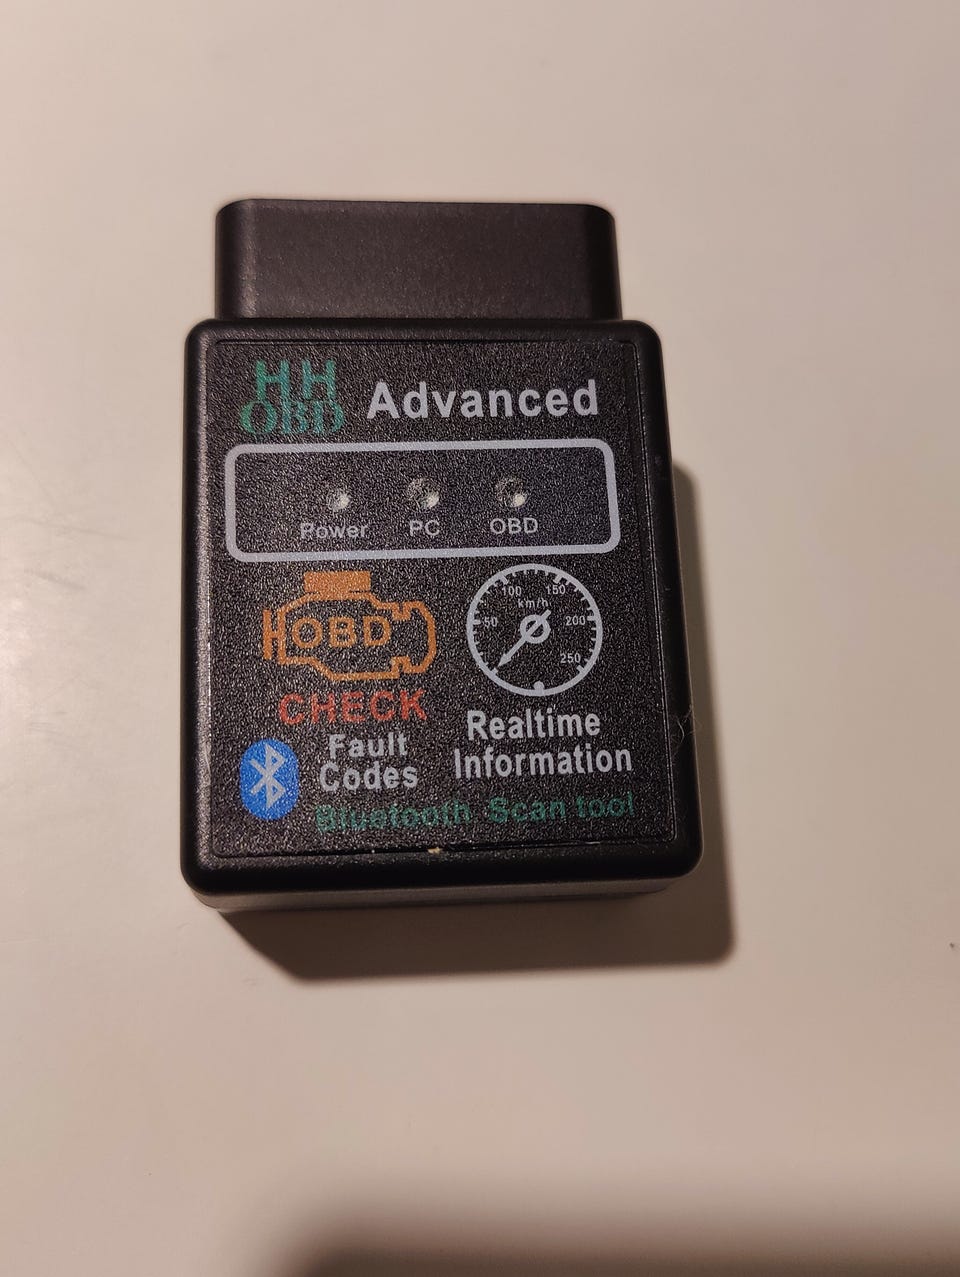 HH
OBD
Advanced
Power PC OBD
OBD
50 100 150 200 250
km/h
CHECK
Fault
Codes
Realtime
Information
Bluetooth Scan tool